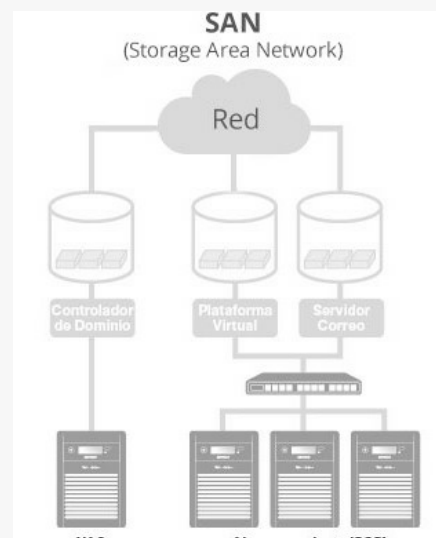 SAN
(Storage Area Network)
Red
Controlador
de Dominio
Plataforma
Virtual
Servidor
Correo